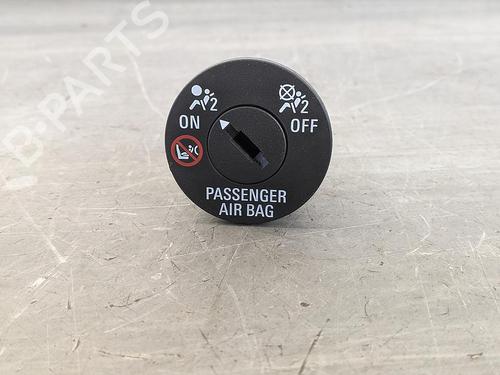 B-PARTS
2
2
ON
OFF
PASSENGER
AIR BAG